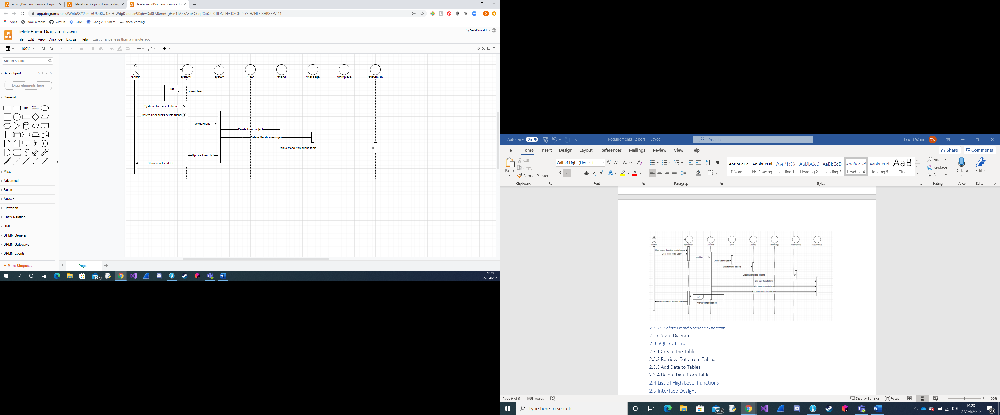 activityDiagram.drawio - diagram
deleteUserDiagram.drawio - diag
deleteFriendDiagram.drawio - di
Apps
Book a room
Github
GTM
Google Business
cisco learning
deleteFriendDiagram.drawio
(s) David Wood 1
File Edit View Arrange Extras Help Last change less than a minute ago
100%
Search Shapes
Scratchpad
Drag elements here
General
Text
Misc
Advanced
Basic
Arrows
Flowchart
Entity Relation
UML
BPMN General
BPMN Gateways
BPMN Events
+ More Shapes...
:admin :systemUI :system :user :friend :message :workplace :systemDb
ref
viewUser
System User selects friend
System User clicks delete friend
deleteFriend
Delete friend object
Delete friends messages
Delete friend from friend table
Update friend list
Show new friend list
Page-1
99+
14:23
27/04/2020
AutoSave On
Requirements_Report - Saved
Search
David Wood DW
File Home Insert Design Layout References Mailings Review View Help
Share Comments
Paste
Cut
Copy
Format Painter
Clipboard
Calibri Light (Hea 11
Font
Paragraph
AaBbCcDd AaBbCcDd AaBbCc AaBbCcD AaBbCcD AaBbCcDd AaBbCcDd AaB
¶ Normal No Spacing Heading 1 Heading 2 Heading 3 Heading 4 Heading 5 Title
Styles
Find
Replace
Select
Editing
Dictate
Voice
Editor
Editor
:admin :systemUI :system :user :friend :message :workplace :systemDb
User enters data into empty boxes
User clicks "Add User"
addUser
Create user object
Create friend objects
Create workplace objects
Add user to database
Add friends ro database
Add workplaces to database
ref
viewUserSequence
Show user to System User
2.2.5.5 Delete Friend Sequence Diagram
2.2.6 State Diagrams
2.3 SQL Statements
2.3.1 Create the Tables
2.3.2 Retrieve Data from Tables
2.3.3 Add Data to Tables
2.3.4 Delete Data from Tables
2.4 List of High Level Functions
2.5 Interface Designs
Page 9 of 9 1063 words
Display Settings Focus
100%
Type here to search
99+
14:23
27/04/2020
20